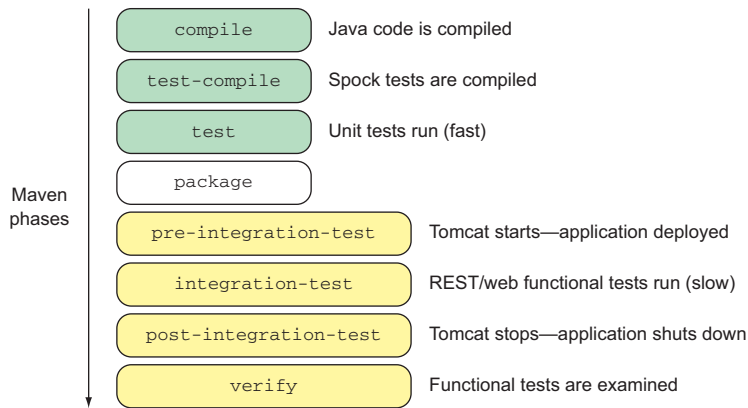 compile Java code is compiled
test-compile Spock tests are compiled
test Unit tests run (fast)
package
Maven
phases
pre-integration-test Tomcat starts—application deployed
integration-test REST/web functional tests run (slow)
post-integration-test Tomcat stops—application shuts down
verify Functional tests are examined